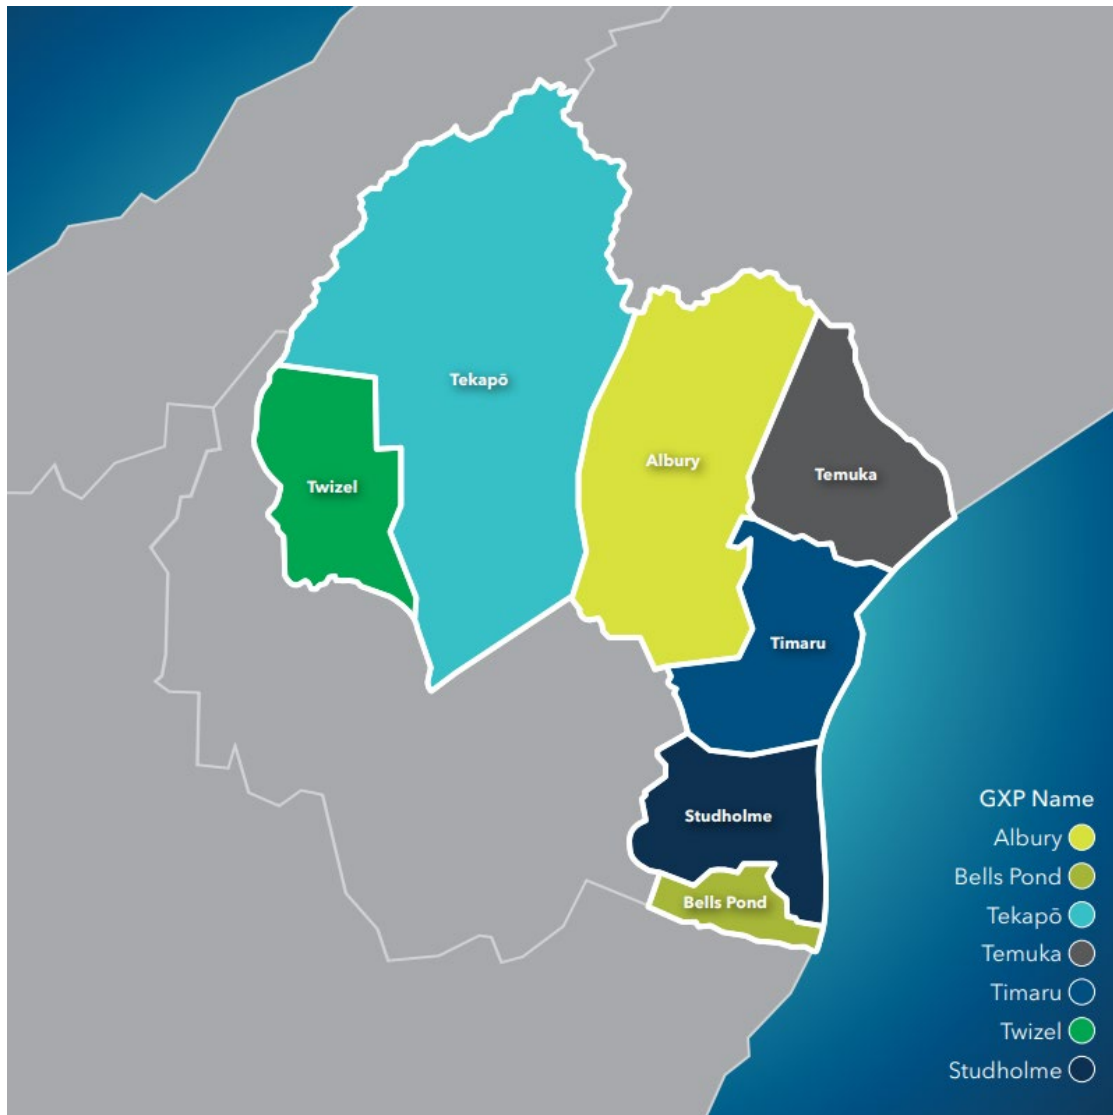 Tekapō
Albury
Temuka
Twizel
Timaru
Studholme
Bells Pond
GXP Name
Albury
Bells Pond
Tekapō
Temuka
Timaru
Twizel
Studholme